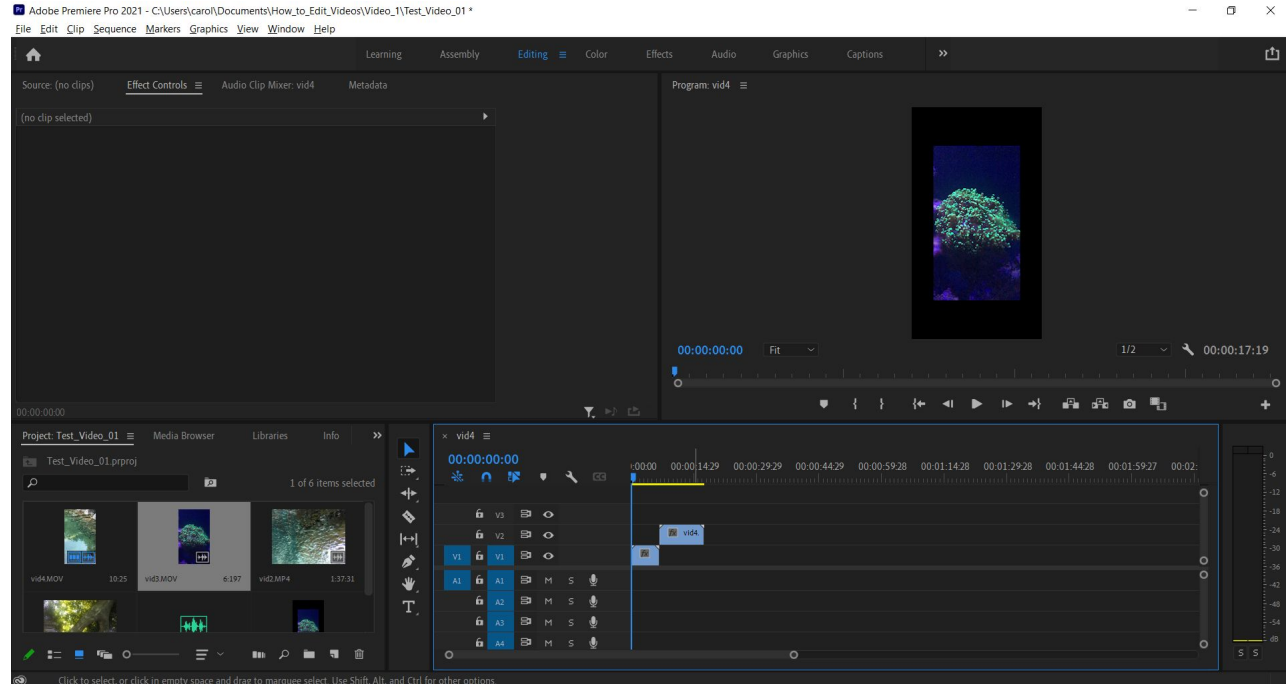 Pr Adobe Premiere Pro 2021 - C:\Users\carol\Documents\How_to_Edit_Videos\Video_1\Test_Video_01 *
File Edit Clip Sequence Markers Graphics View Window Help
Learning Assembly Editing Color Effects Audio Graphics Captions
Source: (no clips) Effect Controls Audio Clip Mixer: vid4 Metadata
Program: vid4
(no clip selected)
00:00:00:00 Fit 1/2 00:00:17:19
00:00:00:00
Project: Test_Video_01 Media Browser Libraries Info
Test_Video_01.prproj
1 of 6 items selected
vid4.MOV 10:25 vid3.MOV 6:197 vid2.MP4 1:37:31
T
× vid4
00:00:00:00
:00:00 00:00:14:29 00:00:29:29 00:00:44:29 00:00:59:28 00:01:14:28 00:01:29:28 00:01:44:28 00:01:59:27 00:02:
V3
V2 vid4.
V1 V1
A1 A1 M S
A2 M S
A3 M S
A4 M S
0
-6
-12
-18
-24
-30
-36
-42
-48
-54
dB
S S
Click to select, or click in empty space and drag to marquee select. Use Shift, Alt, and Ctrl for other options.